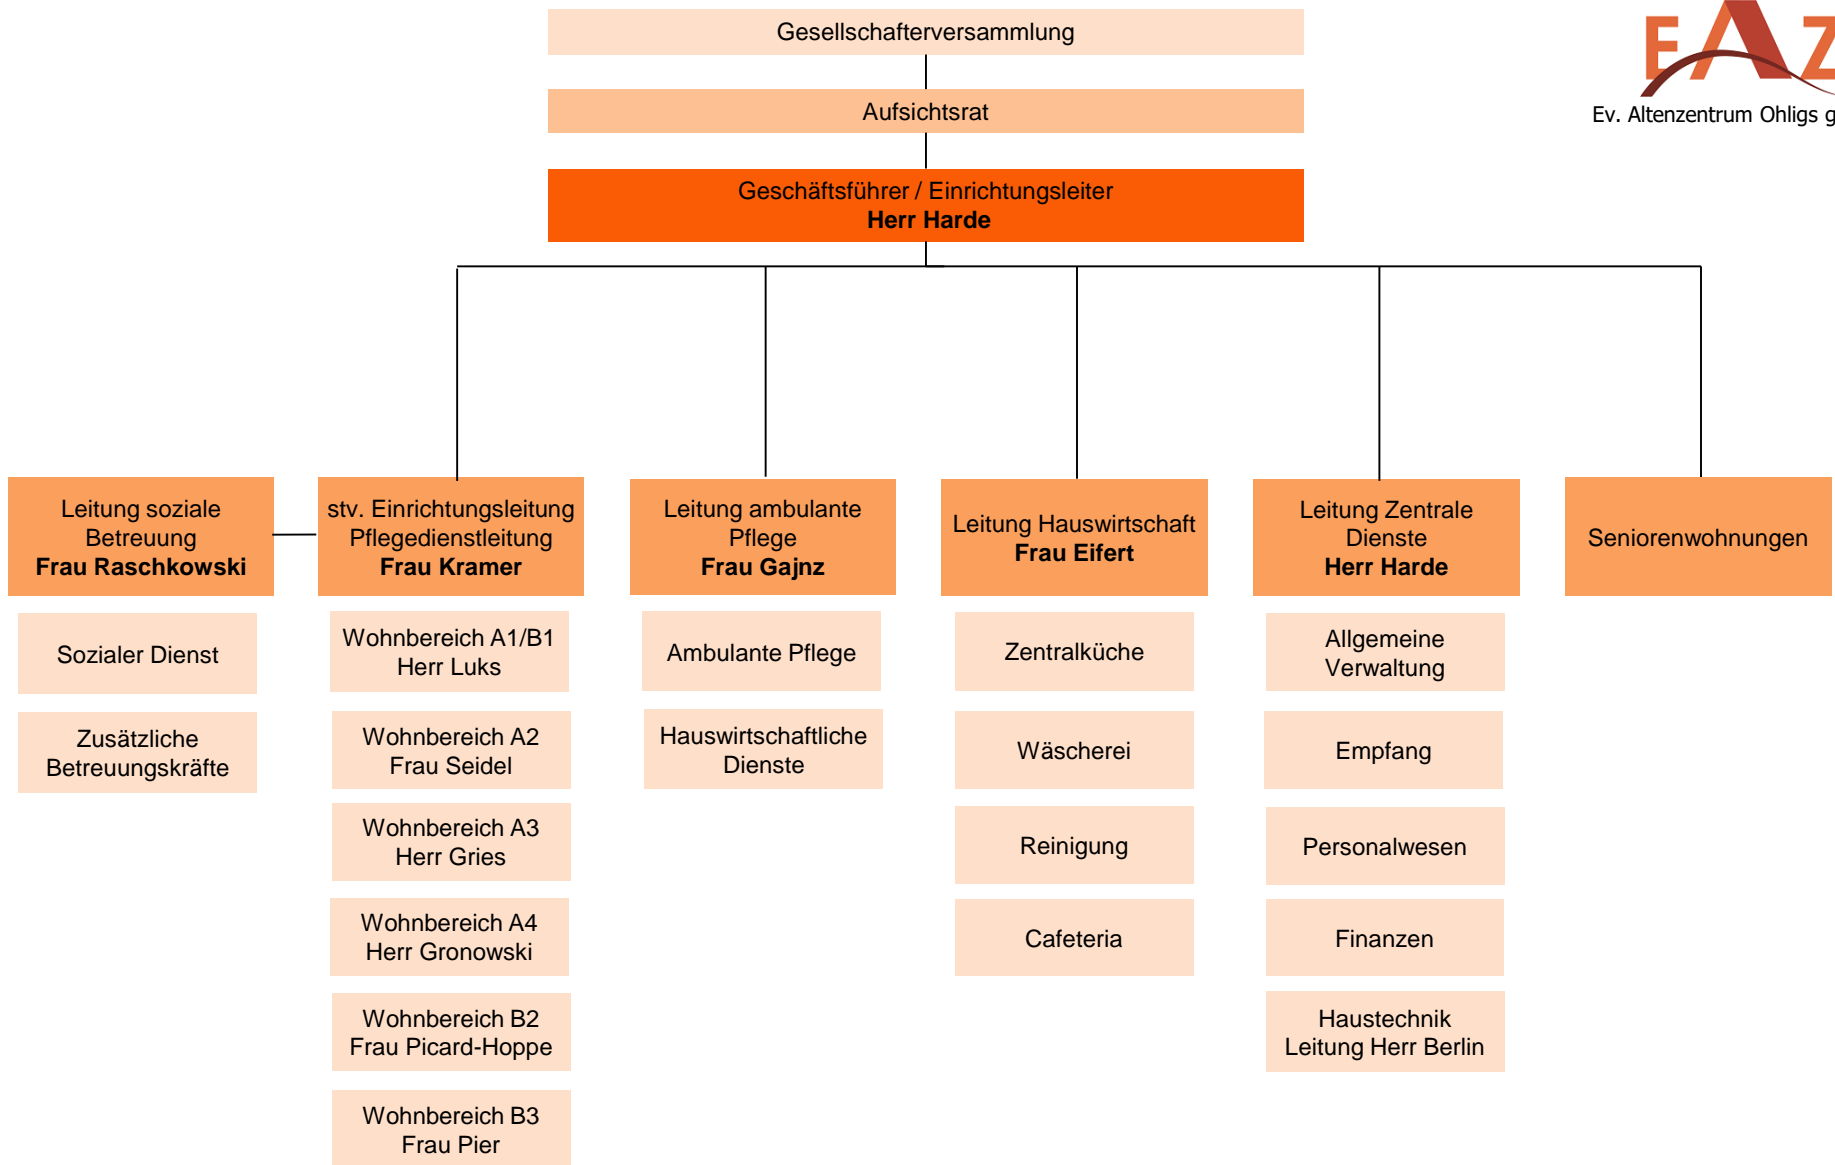 Gesellschafterversammlung
EAZ
Aufsichtsrat
Ev. Altenzentrum Ohligs g
Geschäftsführer / Einrichtungsleiter
Herr Harde
Leitung soziale
Betreuung
Frau Raschkowski
stv. Einrichtungsleitung
Pflegedienstleitung
Frau Kramer
Leitung ambulante
Pflege
Frau Gajnz
Leitung Hauswirtschaft
Frau Eifert
Leitung Zentrale
Dienste
Herr Harde
Seniorenwohnungen
Sozialer Dienst
Zusätzliche
Betreuungskräfte
Wohnbereich A1/B1
Herr Luks
Wohnbereich A2
Frau Seidel
Wohnbereich A3
Herr Gries
Wohnbereich A4
Herr Gronowski
Wohnbereich B2
Frau Picard-Hoppe
Wohnbereich B3
Frau Pier
Ambulante Pflege
Hauswirtschaftliche
Dienste
Zentralküche
Wäscherei
Reinigung
Cafeteria
Allgemeine
Verwaltung
Empfang
Personalwesen
Finanzen
Haustechnik
Leitung Herr Berlin